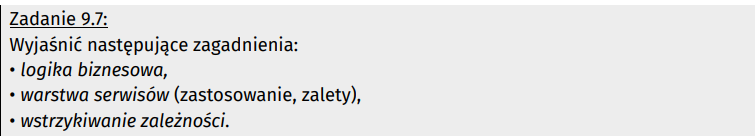 Zadanie 9.7:
Wyjaśnić następujące zagadnienia:
• logika biznesowa,
• warstwa serwisów (zastosowanie, zalety),
• wstrzykiwanie zależności.